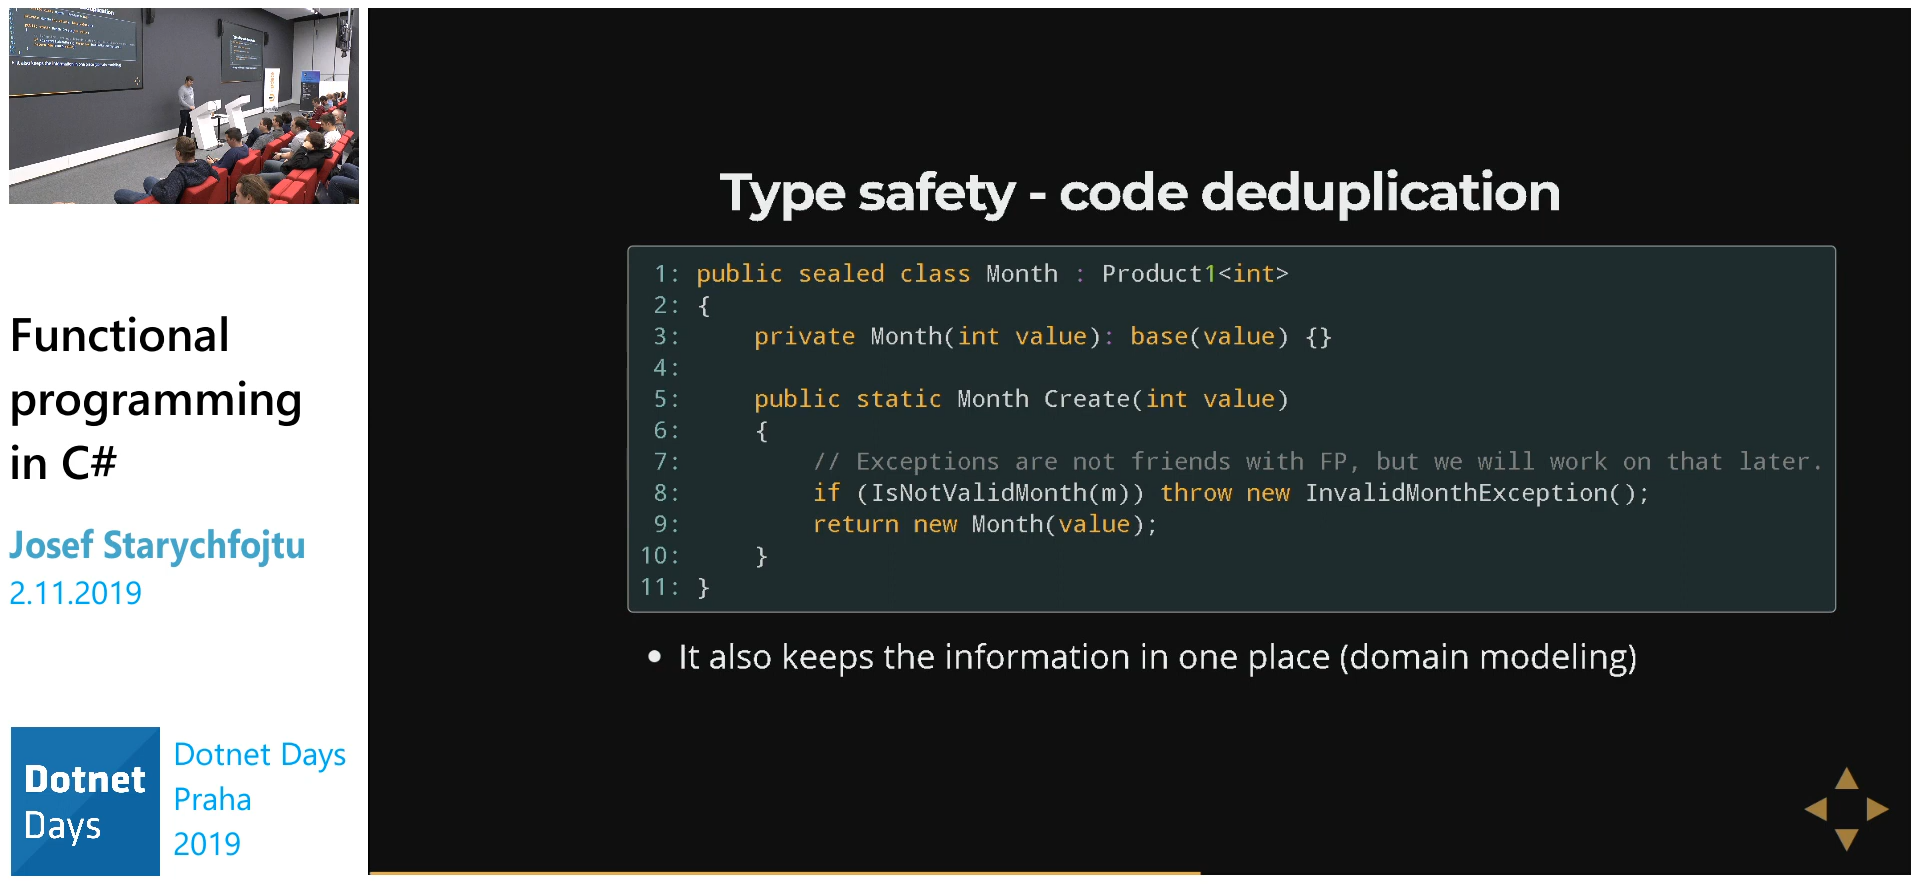 Functional
programming
in C#
Josef Starychfojtu
2.11.2019
Dotnet
Days
Dotnet Days
Praha
2019
Type safety - code deduplication
1: public sealed class Month : Product1<int>
2: {
3:     private Month(int value): base(value) {}
4:
5:     public static Month Create(int value)
6:     {
7:         // Exceptions are not friends with FP, but we will work on that later.
8:         if (IsNotValidMonth(m)) throw new InvalidMonthException();
9:         return new Month(value);
10:     }
11: }
• It also keeps the information in one place (domain modeling)